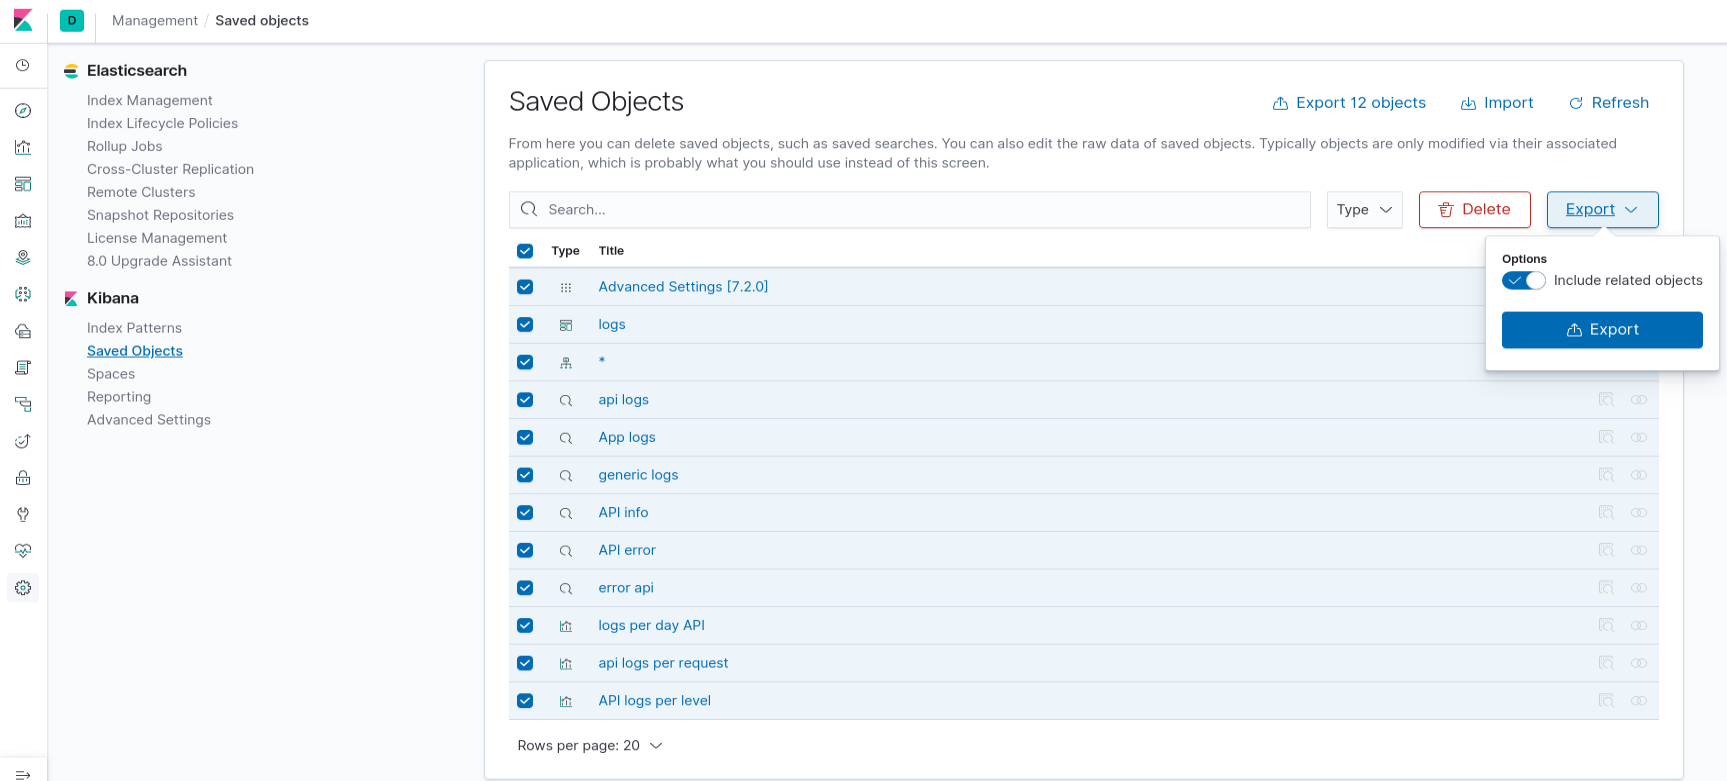 D Management / Saved objects
Elasticsearch
Index Management
Index Lifecycle Policies
Rollup Jobs
Cross-Cluster Replication
Remote Clusters
Snapshot Repositories
License Management
8.0 Upgrade Assistant
Kibana
Index Patterns
Saved Objects
Spaces
Reporting
Advanced Settings
Saved Objects Export 12 objects Import Refresh
From here you can delete saved objects, such as saved searches. You can also edit the raw data of saved objects. Typically objects are only modified via their associated
application, which is probably what you should use instead of this screen.
Search... Type Delete Export
Type Title
Advanced Settings [7.2.0]
logs
*
api logs
App logs
generic logs
API info
API error
error api
logs per day API
api logs per request
API logs per level
Rows per page: 20
Options
Include related objects
Export